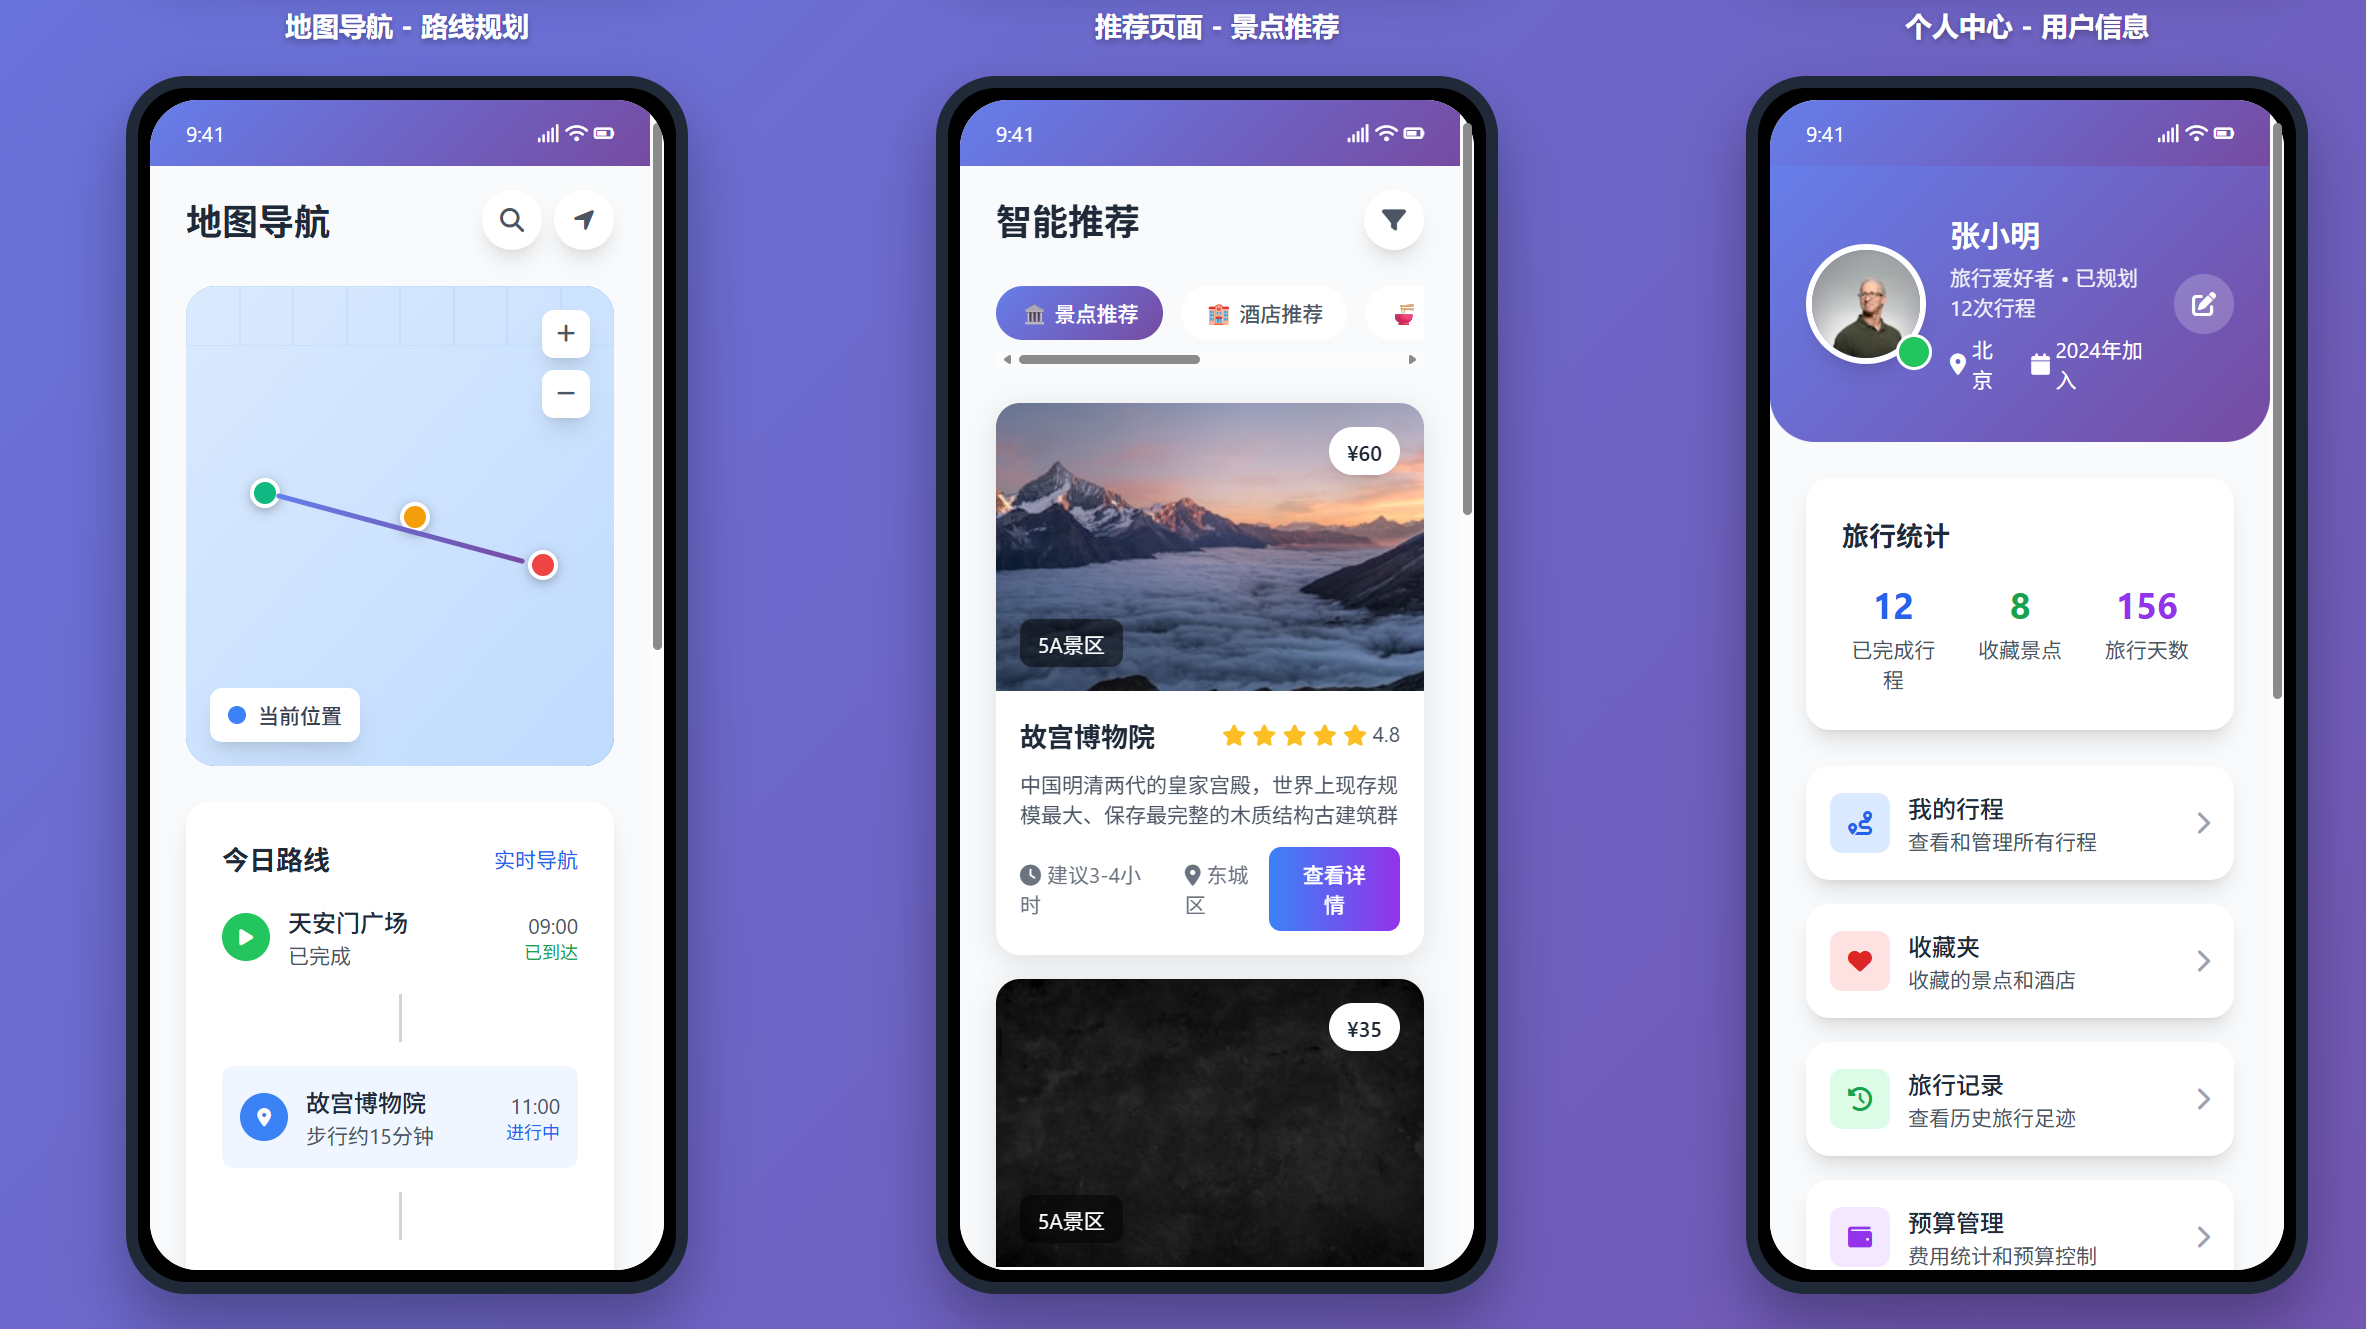 地图导航 - 路线规划
9:41
地图导航
+
−
当前位置
今日路线
实时导航
天安门广场
已完成
09:00
已到达
故宫博物院
步行约15分钟
11:00
进行中
推荐页面 - 景点推荐
9:41
智能推荐
景点推荐
酒店推荐
¥60
5A景区
故宫博物院
4.8
中国明清两代的皇家宫殿，世界上现存规
模最大、保存最完整的木质结构古建筑群
建议3-4小
时
东城
区
查看详
情
¥35
5A景区
个人中心 - 用户信息
9:41
张小明
旅行爱好者 • 已规划
12次行程
北
京
2024年加
入
旅行统计
12
已完成行
程
8
收藏景点
156
旅行天数
我的行程
查看和管理所有行程
收藏夹
收藏的景点和酒店
旅行记录
查看历史旅行足迹
预算管理
费用统计和预算控制